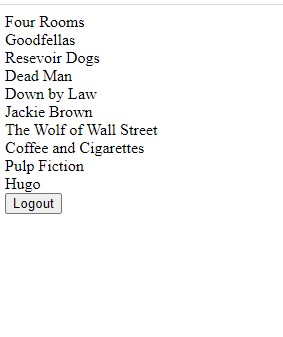 Four Rooms
Goodfellas
Resevoir Dogs
Dead Man
Down by Law
Jackie Brown
The Wolf of Wall Street
Coffee and Cigarettes
Pulp Fiction
Hugo
Logout